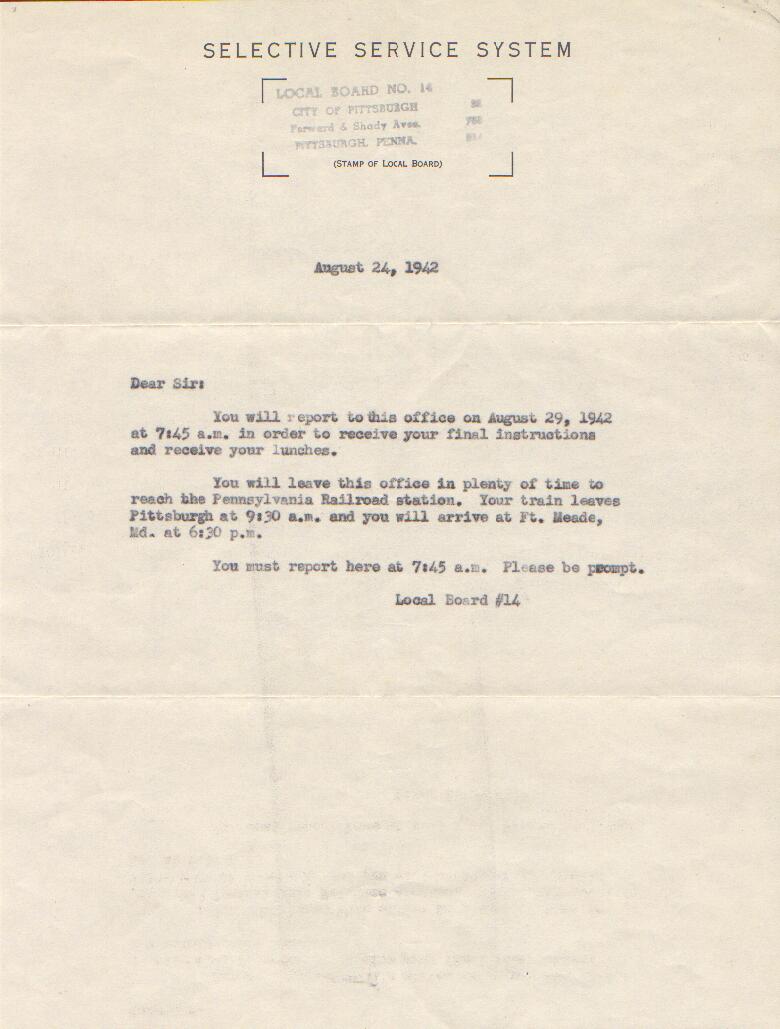 SELECTIVE SERVICE SYSTEM
LOCAL BOARD NO. 14
CITY OF PITTSBURGH
Forward & Shady Aves.
PITTSBURGH, PENNA.
(STAMP OF LOCAL BOARD)
August 24, 1942
Dear Sir:
You will report to this office on August 29, 1942
at 7:45 a.m. in order to receive your final instructions
and receive your lunches.
You will leave this office in plenty of time to
reach the Pennsylvania Railroad station. Your train leaves
Pittsburgh at 9:30 a.m. and you will arrive at Ft. Meade,
Md. at 6:30 p.m.
You must report here at 7:45 a.m. Please be prompt.
Local Board #14